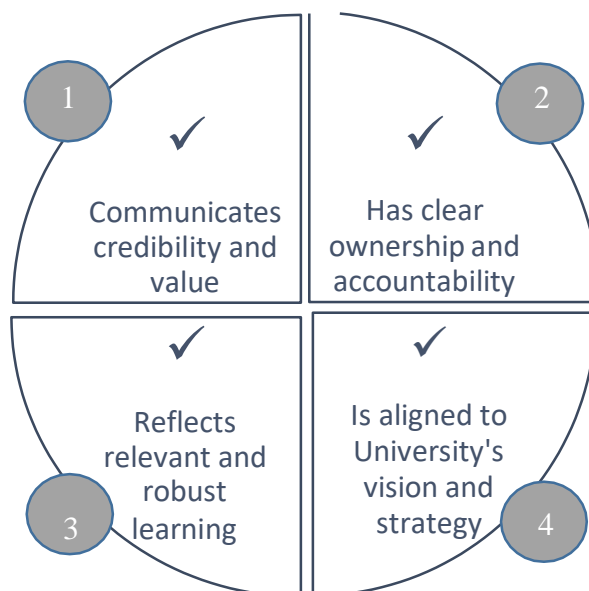 1
✓
Communicates
credibility and
value
2
✓
Has clear
ownership and
accountability
3
✓
Reflects
relevant and
robust
learning
4
✓
Is aligned to
University's
vision and
strategy